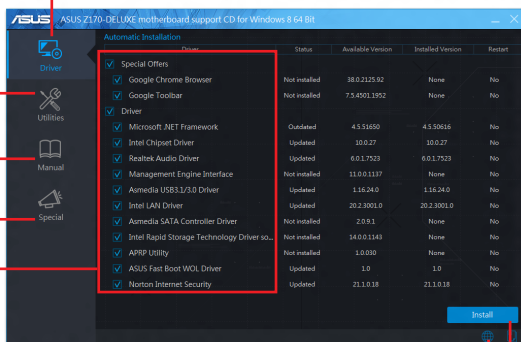 ASUS ASUS Z170-DELUXE motherboard support CD for Windows 8 64 Bit
Automatic Installation
Driver Status Available Version Installed Version Restart
Special Offers
Google Chrome Browser Not installed 38.0.2125.92 None No
Google Toolbar Not installed 7.5.4501.1952 None No
Driver
Microsoft .NET Framework Outdated 4.5.51650 4.5.50616 No
Intel Chipset Driver Updated 10.0.27 10.0.27 No
Realtek Audio Driver Updated 6.0.1.7523 6.0.1.7523 No
Management Engine Interface Not installed 11.0.0.1137 None No
Asmedia USB3.1/3.0 Driver Updated 1.16.24.0 1.16.24.0 No
Intel LAN Driver Updated 20.2.3001.0 20.2.3001.0 No
Asmedia SATA Controller Driver Not installed 2.0.9.1 None No
Intel Rapid Storage Technology Driver so... Not installed 14.0.0.1143 None No
APRP Utility Not installed 1.0.030 None No
ASUS Fast Boot WOL Driver Updated 1.0 1.0 No
Norton Internet Security Updated 21.1.0.18 21.1.0.18 No
Driver
Utilities
Manual
Special
Install